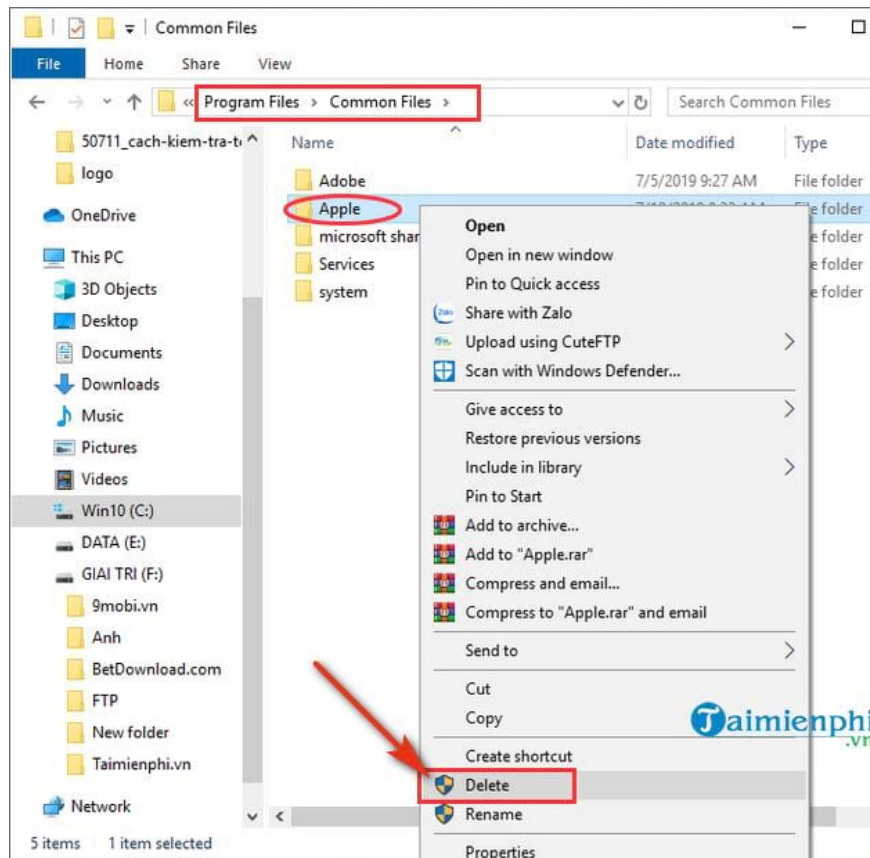 Common Files
File Home Share View
« Program Files > Common Files > Search Common Files
50711_cach-kiem-tra-t
logo
OneDrive
This PC
3D Objects
Desktop
Documents
Downloads
Music
Pictures
Videos
Win10 (C:)
DATA (E:)
GIAI TRI (F:)
9mobi.vn
Anh
BetDownload.com
FTP
New folder
Taimienphi.vn
Network
Name Date modified Type
Adobe 7/5/2019 9:27 AM File folder
Apple e folder
microsoft shar e folder
Services e folder
system e folder
Open
Open in new window
Pin to Quick access
Share with Zalo
Upload using CuteFTP
Scan with Windows Defender...
Give access to
Restore previous versions
Include in library
Pin to Start
Add to archive...
Add to "Apple.rar"
Compress and email...
Compress to "Apple.rar" and email
Send to
Cut
Copy
Create shortcut
Delete
Rename
Properties
Taimienphi
.vn
5 items 1 item selected